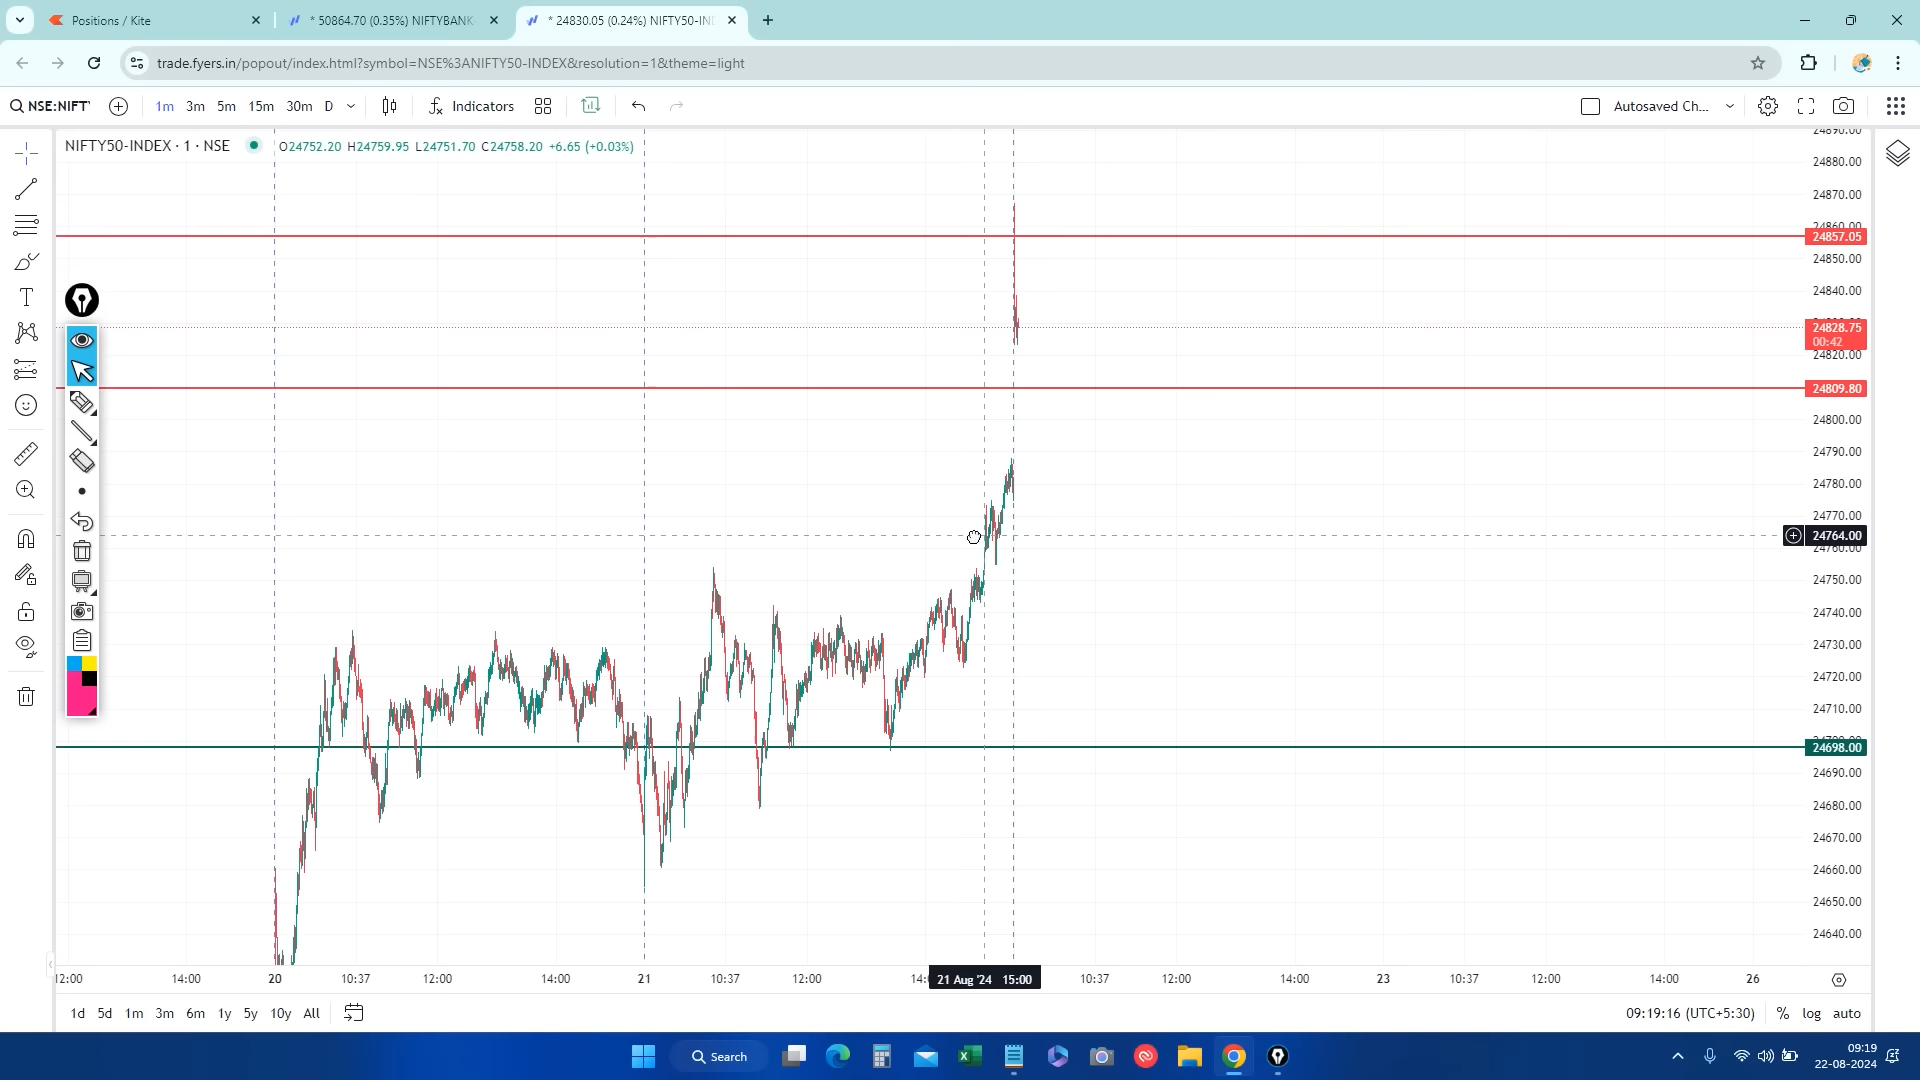 Positions / Kite
* 50864.70 (0.35%) NIFTYBANK
* 24830.05 (0.24%) NIFTY50-IN
trade.fyers.in/popout/index.html?symbol=NSE%3ANIFTY50-INDEX&resolution=1&theme=light
NSE:NIFT
1m 3m 5m 15m 30m D
Indicators
Autosaved Ch...
NIFTY50-INDEX · 1 · NSE
O24752.20 H24759.95 L24751.70 C24758.20 +6.65 (+0.03%)
24890.00
24880.00
24870.00
24860.00
24857.05
24850.00
24840.00
24828.75
00:42
24820.00
24809.80
24800.00
24790.00
24780.00
24770.00
24764.00
24760.00
24750.00
24740.00
24730.00
24720.00
24710.00
24700.00
24698.00
24690.00
24680.00
24670.00
24660.00
24650.00
24640.00
12:00 14:00 20 10:37 12:00 14:00 21 10:37 12:00 21 Aug '24 15:00 10:37 12:00 14:00 23 10:37 12:00 14:00 26
1d 5d 1m 3m 6m 1y 5y 10y All
09:19:16 (UTC+5:30)
% log auto
Search
09:19
22-08-2024